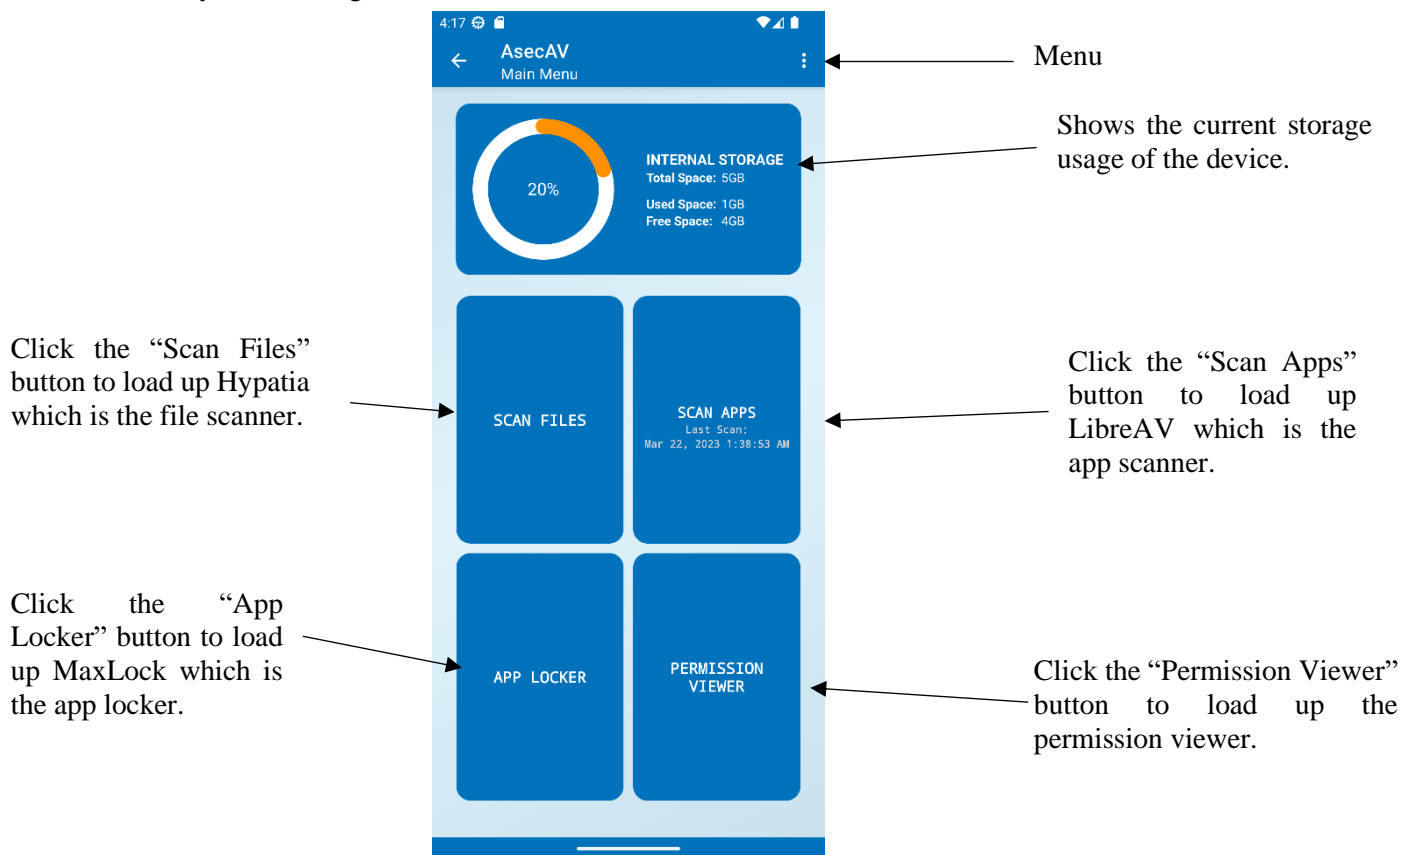 4:17
AsecAV
Main Menu
Menu
20%
INTERNAL STORAGE
Total Space: 5GB
Used Space: 1GB
Free Space: 4GB
Shows the current storage
usage of the device.
Click the “Scan Files”
button to load up Hypatia
which is the file scanner.
SCAN FILES
SCAN APPS
Last Scan:
Mar 22, 2023 1:38:53 AM
Click the “Scan Apps”
button to load up
LibreAV which is the
app scanner.
Click the “App
Locker” button to load
up MaxLock which is
the app locker.
APP LOCKER
PERMISSION
VIEWER
Click the “Permission Viewer”
button to load up the
permission viewer.